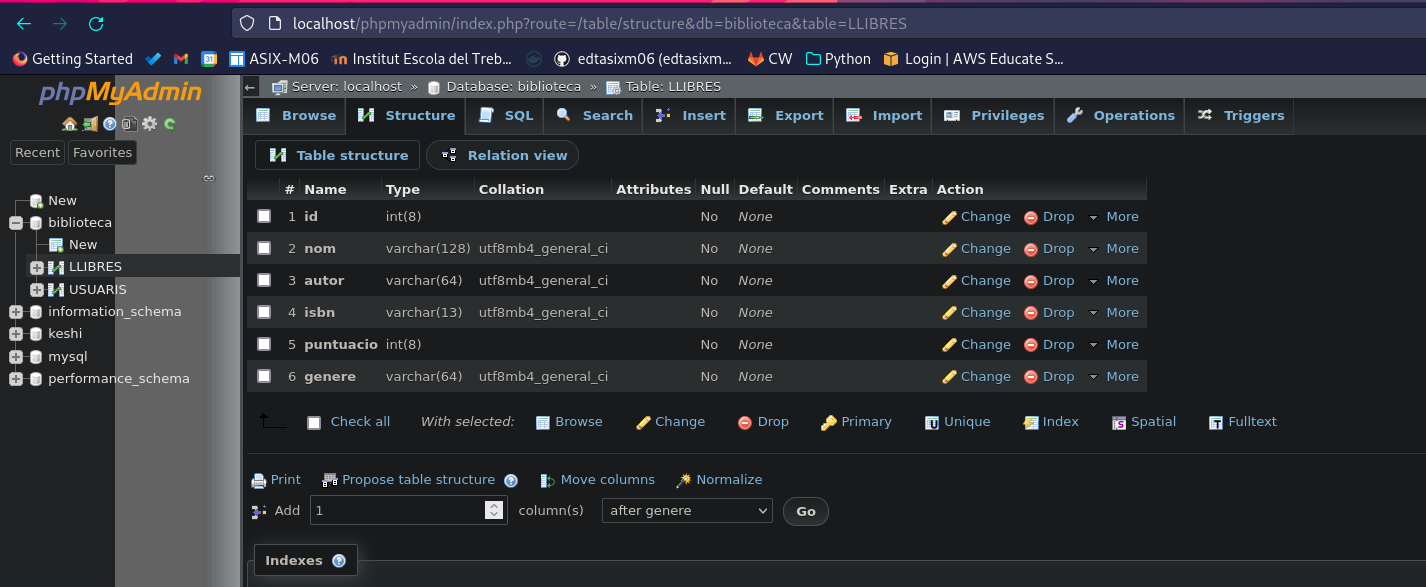 localhost/phpmyadmin/index.php?route=/table/structure&db=biblioteca&table=LLIBRES
Getting Started ASIX-M06 Institut Escola del Treb... edtasixm06 (edtasixm... CW Python Login | AWS Educate S...
phpMyAdmin
Recent Favorites
New
biblioteca
New
LLIBRES
USUARIS
information_schema
keshi
mysql
performance_schema
Server: localhost » Database: biblioteca » Table: LLIBRES
Browse Structure SQL Search Insert Export Import Privileges Operations Triggers
Table structure Relation view
# Name Type Collation Attributes Null Default Comments Extra Action
1 id int(8) No None Change Drop More
2 nom varchar(128) utf8mb4_general_ci No None Change Drop More
3 autor varchar(64) utf8mb4_general_ci No None Change Drop More
4 isbn varchar(13) utf8mb4_general_ci No None Change Drop More
5 puntuacio int(8) No None Change Drop More
6 genere varchar(64) utf8mb4_general_ci No None Change Drop More
Check all With selected: Browse Change Drop Primary Unique Index Spatial Fulltext
Print Propose table structure Move columns Normalize
Add 1 column(s) after genere Go
Indexes